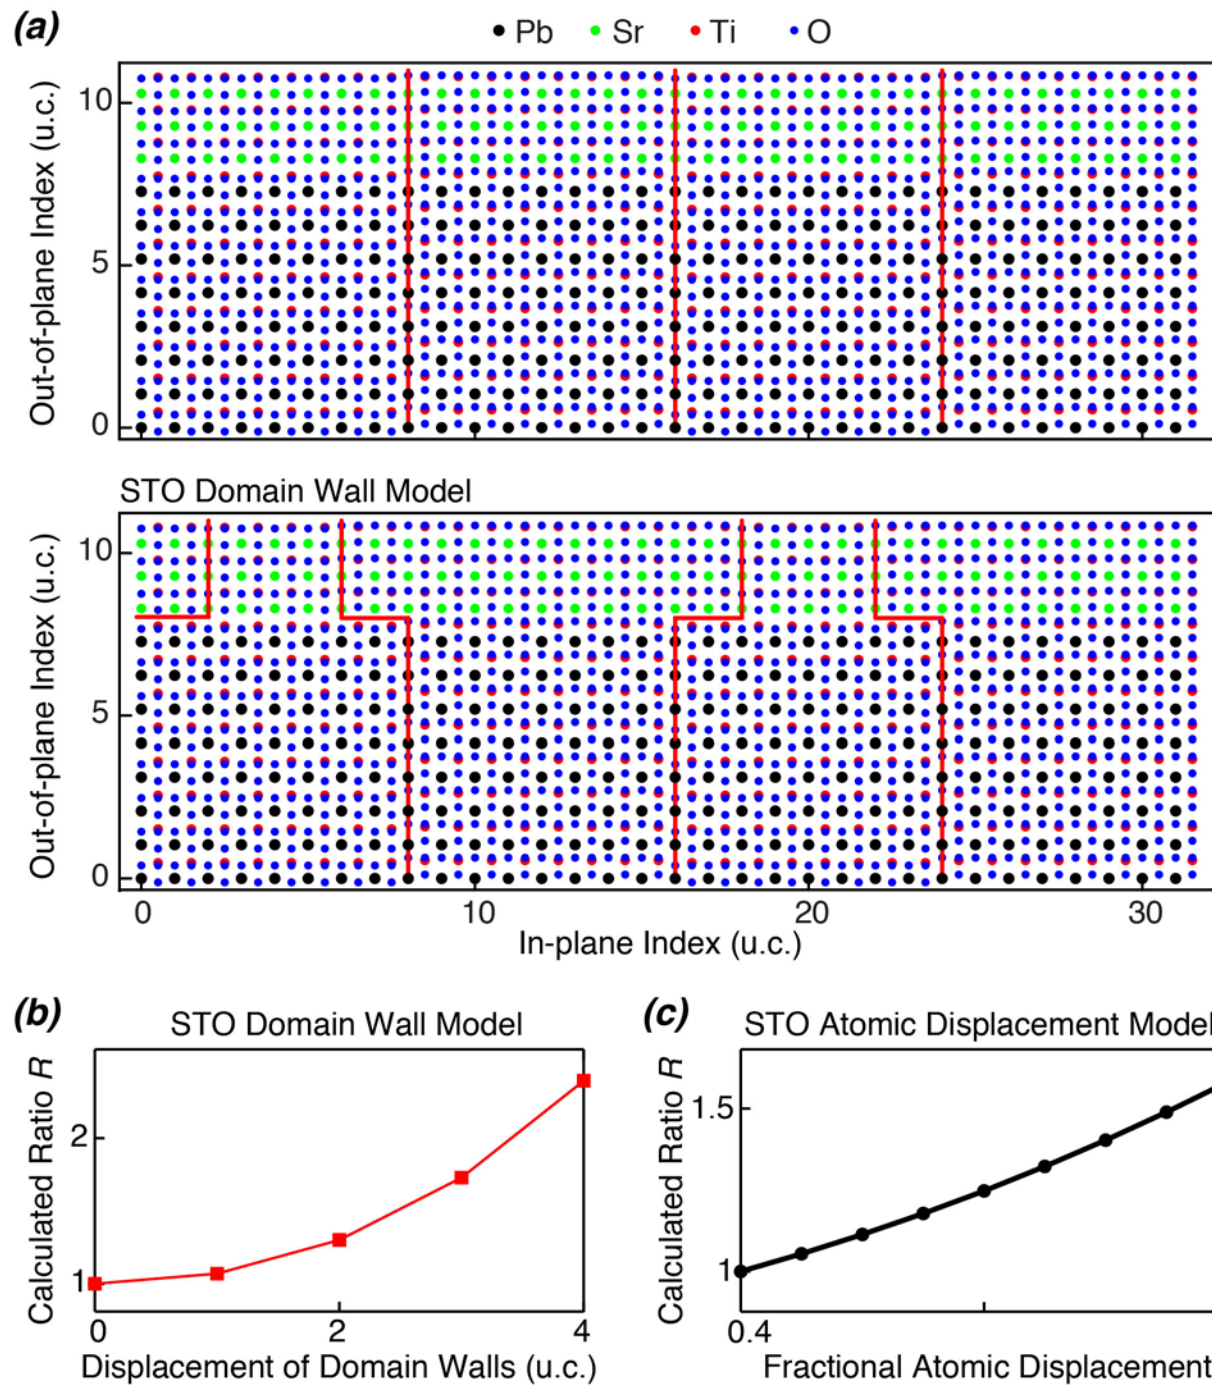 (a)
Pb Sr Ti O
Out-of-plane Index (u.c.)
10
5
0
STO Domain Wall Model
Out-of-plane Index (u.c.)
10
5
0
0 10 20 30
In-plane Index (u.c.)
(b)
STO Domain Wall Model
Calculated Ratio R
2
1
0 2 4
Displacement of Domain Walls (u.c.)
(c)
STO Atomic Displacement Model
Calculated Ratio R
1.5
1
0.4
Fractional Atomic Displacement